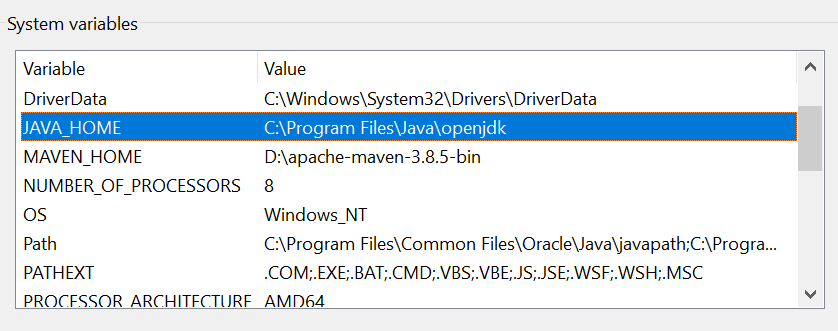 System variables
Variable Value
DriverData C:\Windows\System32\Drivers\DriverData
JAVA_HOME C:\Program Files\Java\openjdk
MAVEN_HOME D:\apache-maven-3.8.5-bin
NUMBER_OF_PROCESSORS 8
OS Windows_NT
Path C:\Program Files\Common Files\Oracle\Java\javapath;C:\Progra...
PATHEXT .COM;.EXE;.BAT;.CMD;.VBS;.VBE;.JS;.JSE;.WSF;.WSH;.MSC
PROCESSOR_ARCHITECTURE AMD64